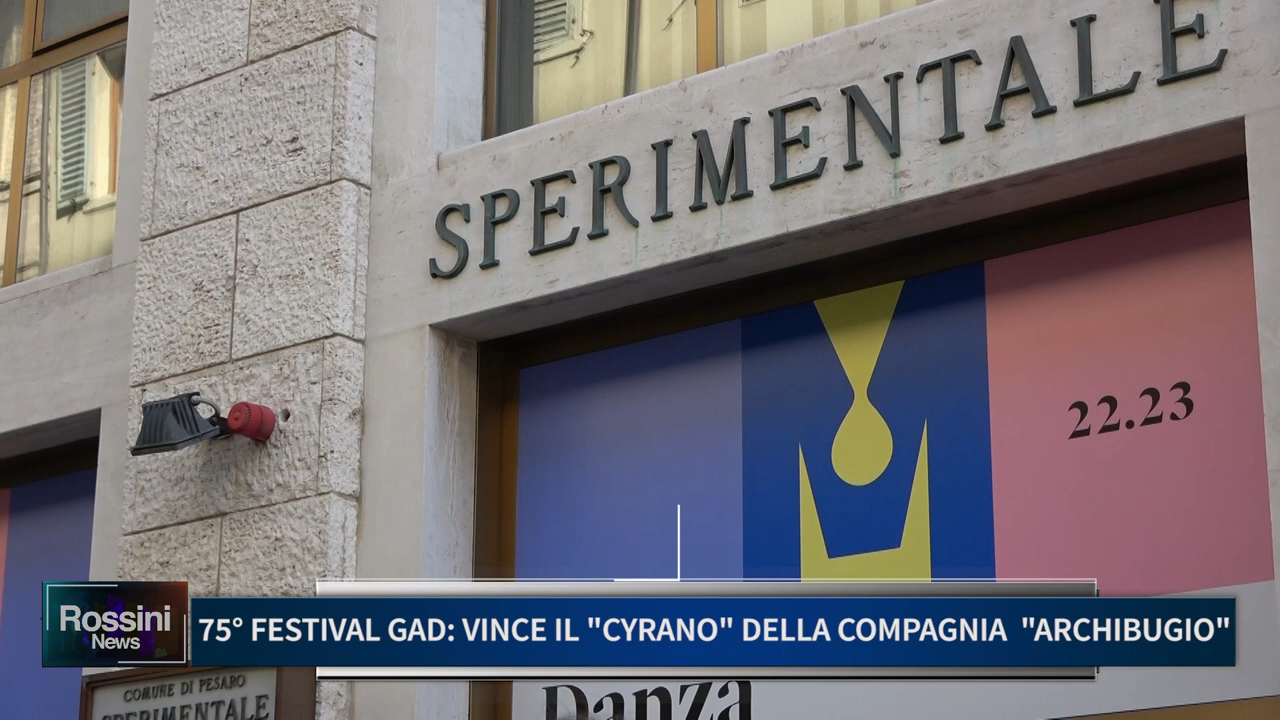 SPERIMENTALE
22.23
Rossini
News
75° FESTIVAL GAD: VINCE IL "CYRANO" DELLA COMPAGNIA "ARCHIBUGIO"
COMUNE DI PESARO
SPERIMENTALE
Danza